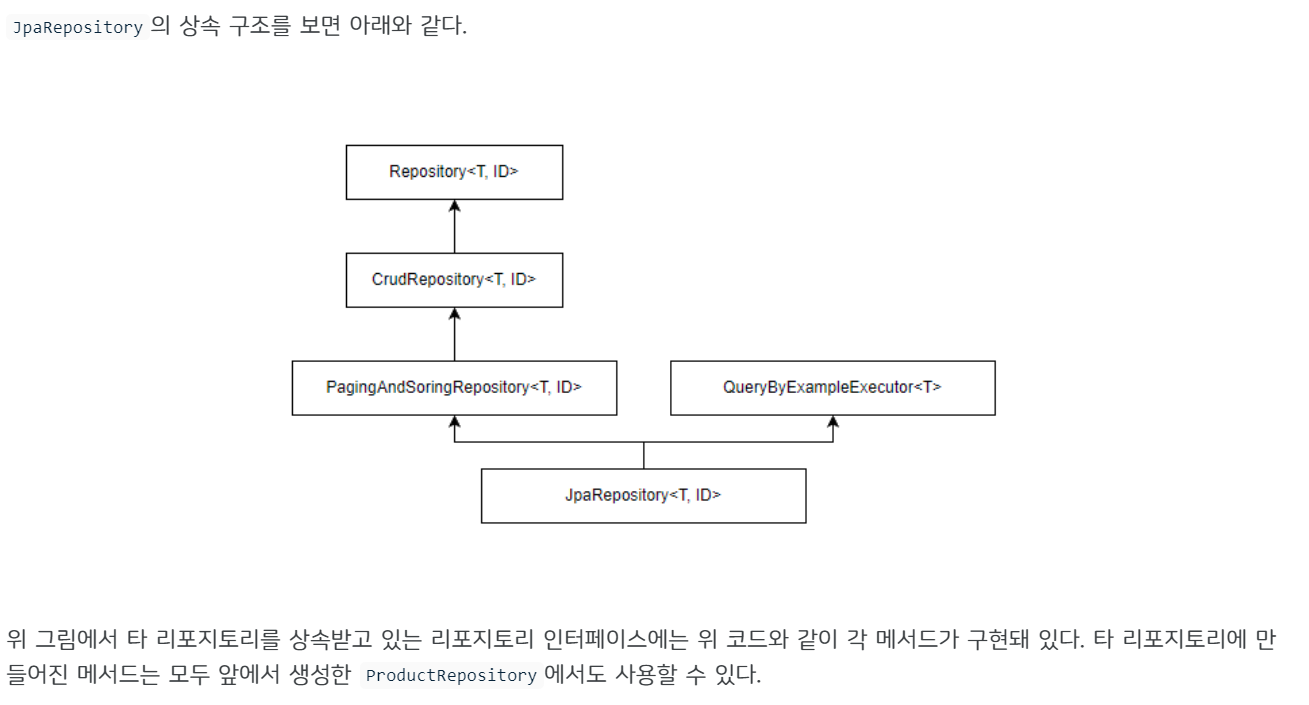 JpaRepository 의 상속 구조를 보면 아래와 같다.
Repository<T, ID>
CrudRepository<T, ID>
PagingAndSoringRepository<T, ID>
QueryByExampleExecutor<T>
JpaRepository<T, ID>
위 그림에서 타 리포지토리를 상속받고 있는 리포지토리 인터페이스에는 위 코드와 같이 각 메서드가 구현돼 있다. 타 리포지토리에 만
들어진 메서드는 모두 앞에서 생성한 ProductRepository 에서도 사용할 수 있다.